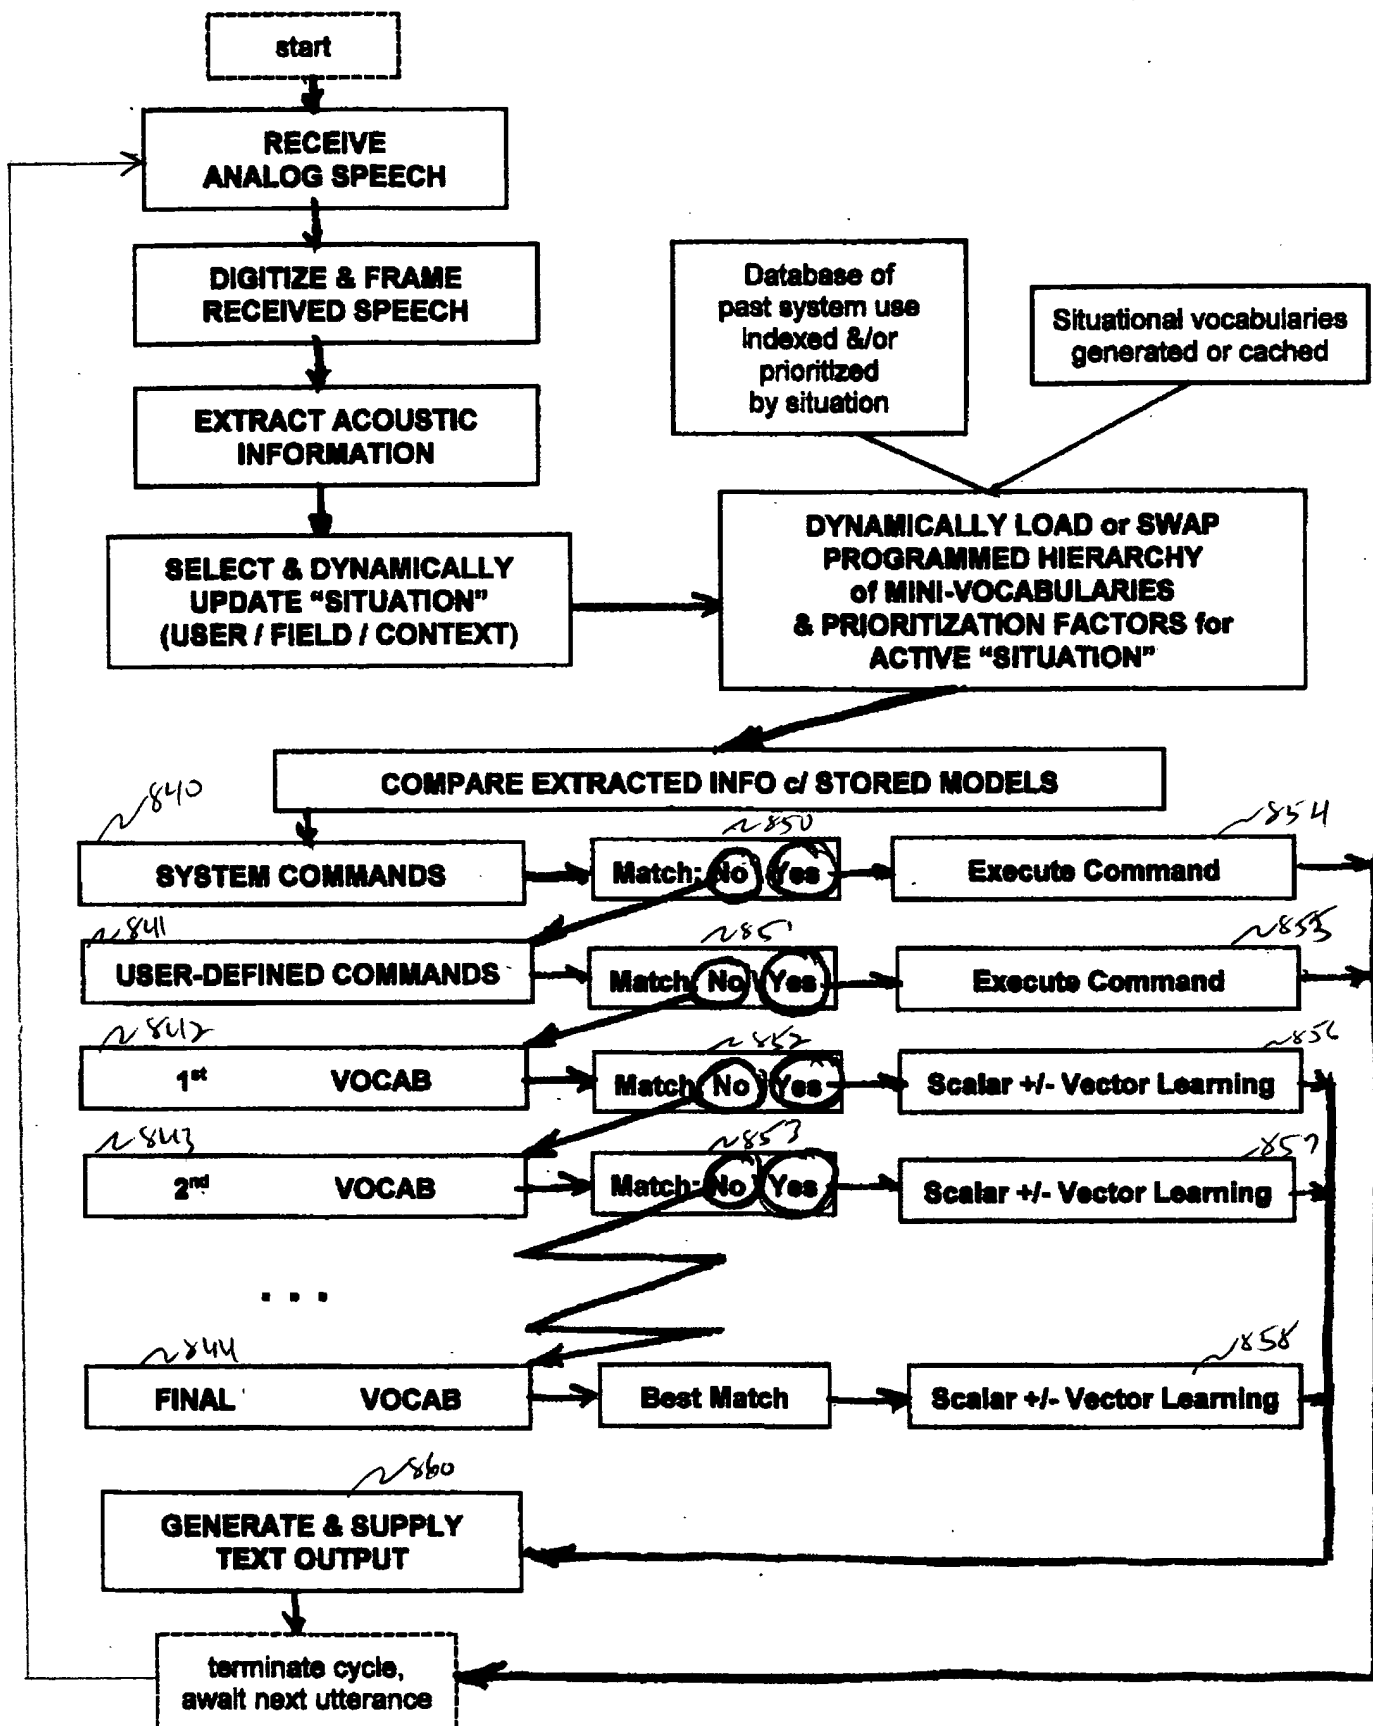 start
RECEIVE
ANALOG SPEECH
DIGITIZE & FRAME
RECEIVED SPEECH
EXTRACT ACOUSTIC
INFORMATION
SELECT & DYNAMICALLY
UPDATE “SITUATION”
(USER / FIELD / CONTEXT)
Database of
past system use
indexed &/or
prioritized
by situation
Situational vocabularies
generated or cached
DYNAMICALLY LOAD or SWAP
PROGRAMMED HIERARCHY
of MINI-VOCABULARIES
& PRIORITIZATION FACTORS for
ACTIVE “SITUATION”
COMPARE EXTRACTED INFO c/ STORED MODELS
840
850
854
SYSTEM COMMANDS
Match: No Yes
Execute Command
841
851
855
USER-DEFINED COMMANDS
Match No Yes
Execute Command
842
852
856
1st VOCAB
Match No Yes
Scalar +/- Vector Learning
843
853
857
2nd VOCAB
Match: No Yes
Scalar +/- Vector Learning
. . .
844
858
FINAL VOCAB
Best Match
Scalar +/- Vector Learning
860
GENERATE & SUPPLY
TEXT OUTPUT
terminate cycle,
await next utterance